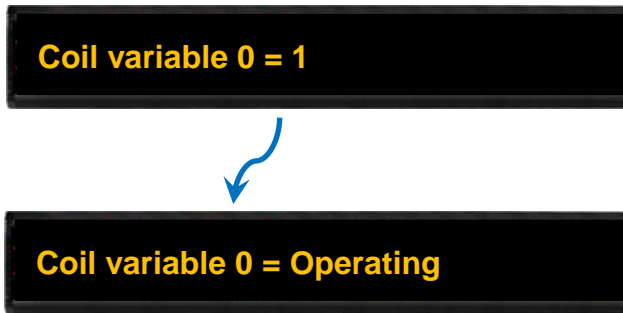 Coil variable 0 = 1
Coil variable 0 = Operating